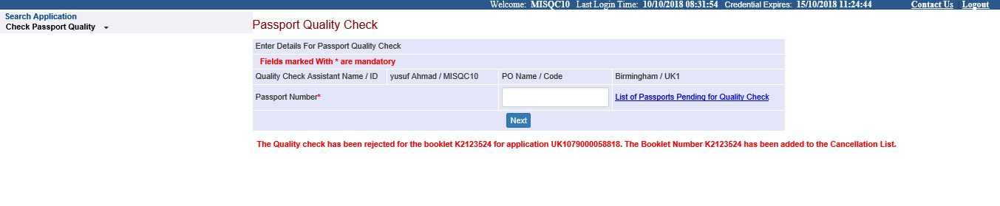 Welcome: MISQC10 Last Login Time: 10/10/2018 08:31:54 Credential Expires: 15/10/2018 11:24:44 Contact Us | Logout
Search Application
Check Passport Quality
Passport Quality Check
Enter Details For Passport Quality Check
Fields marked With * are mandatory
Quality Check Assistant Name / ID yusuf Ahmad / MISQC10 PO Name / Code Birmingham / UK1
Passport Number* List of Passports Pending for Quality Check
Next
The Quality check has been rejected for the booklet K2123524 for application UK1079000058818. The Booklet Number K2123524 has been added to the Cancellation List.